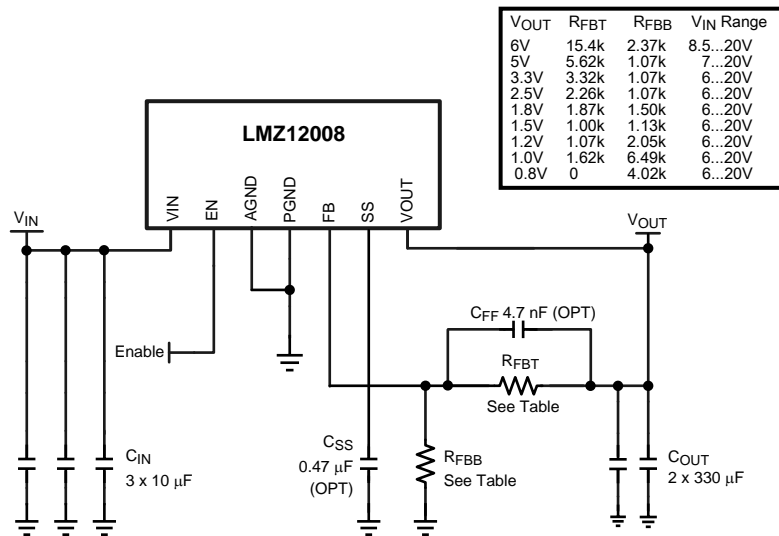 VOUT RFBT RFBB VIN Range
6V 15.4k 2.37k 8.5...20V
5V 5.62k 1.07k 7...20V
3.3V 3.32k 1.07k 6...20V
2.5V 2.26k 1.07k 6...20V
1.8V 1.87k 1.50k 6...20V
1.5V 1.00k 1.13k 6...20V
1.2V 1.07k 2.05k 6...20V
1.0V 1.62k 6.49k 6...20V
0.8V 0 4.02k 6...20V
LMZ12008
VIN
EN
AGND
PGND
FB
SS
VOUT
VIN
VOUT
Enable
CFF 4.7 nF (OPT)
RFBT
See Table
CIN
3 x 10 μF
CSS
0.47 μF
(OPT)
RFBB
See Table
COUT
2 x 330 μF